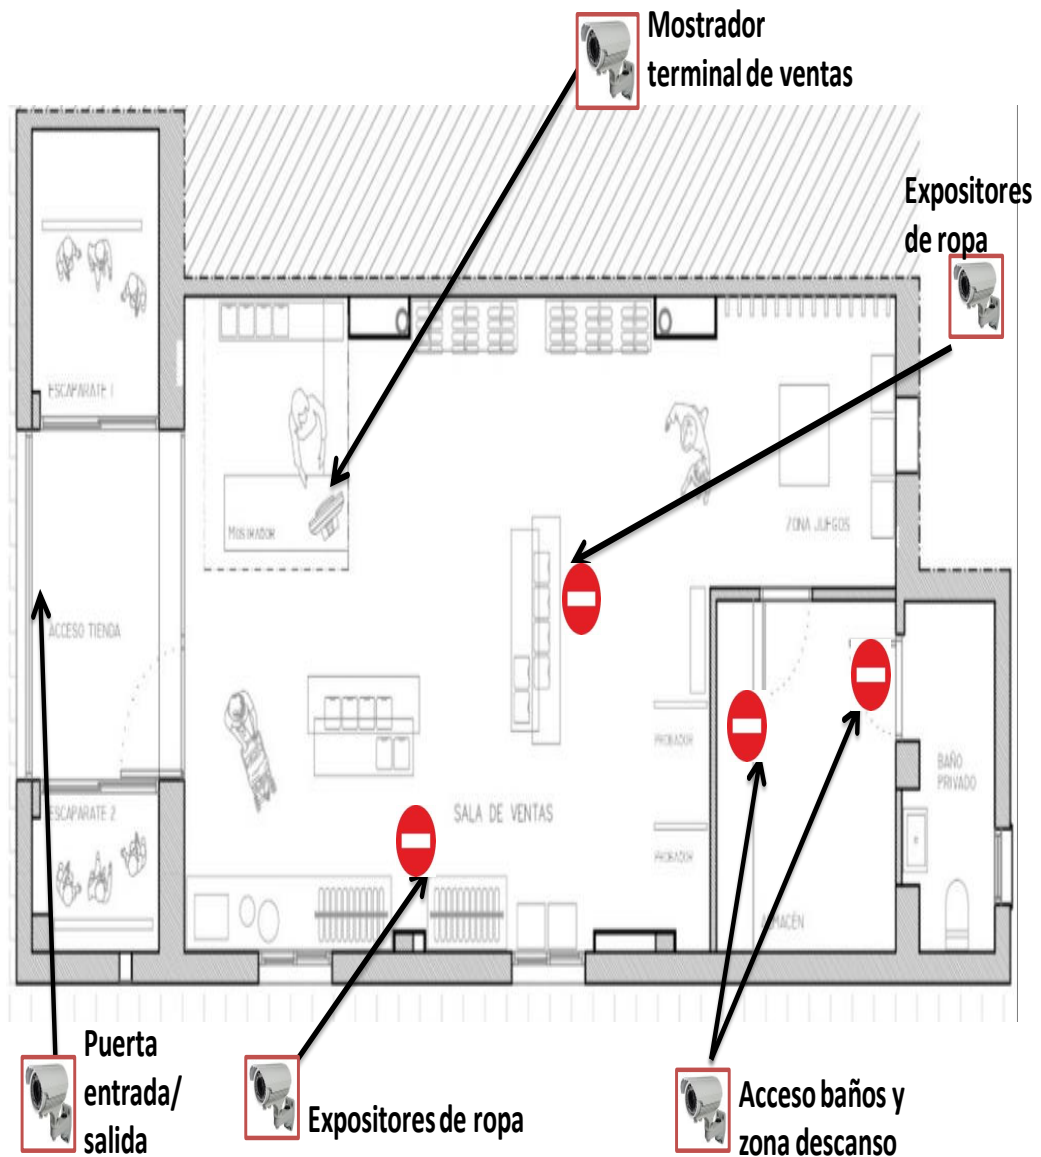 Mostrador
terminal de ventas
Expositores
de ropa
ESCAPARATE 1
MOSTRADOR
ZONA JUEGOS
ACCESO TIENDA
PROBADOR
BAÑO
PRIVADO
ESCAPARATE 2
SALA DE VENTAS
PROBADOR
ALMACÉN
Puerta
entrada/
salida
Expositores de ropa
Acceso baños y
zona descanso